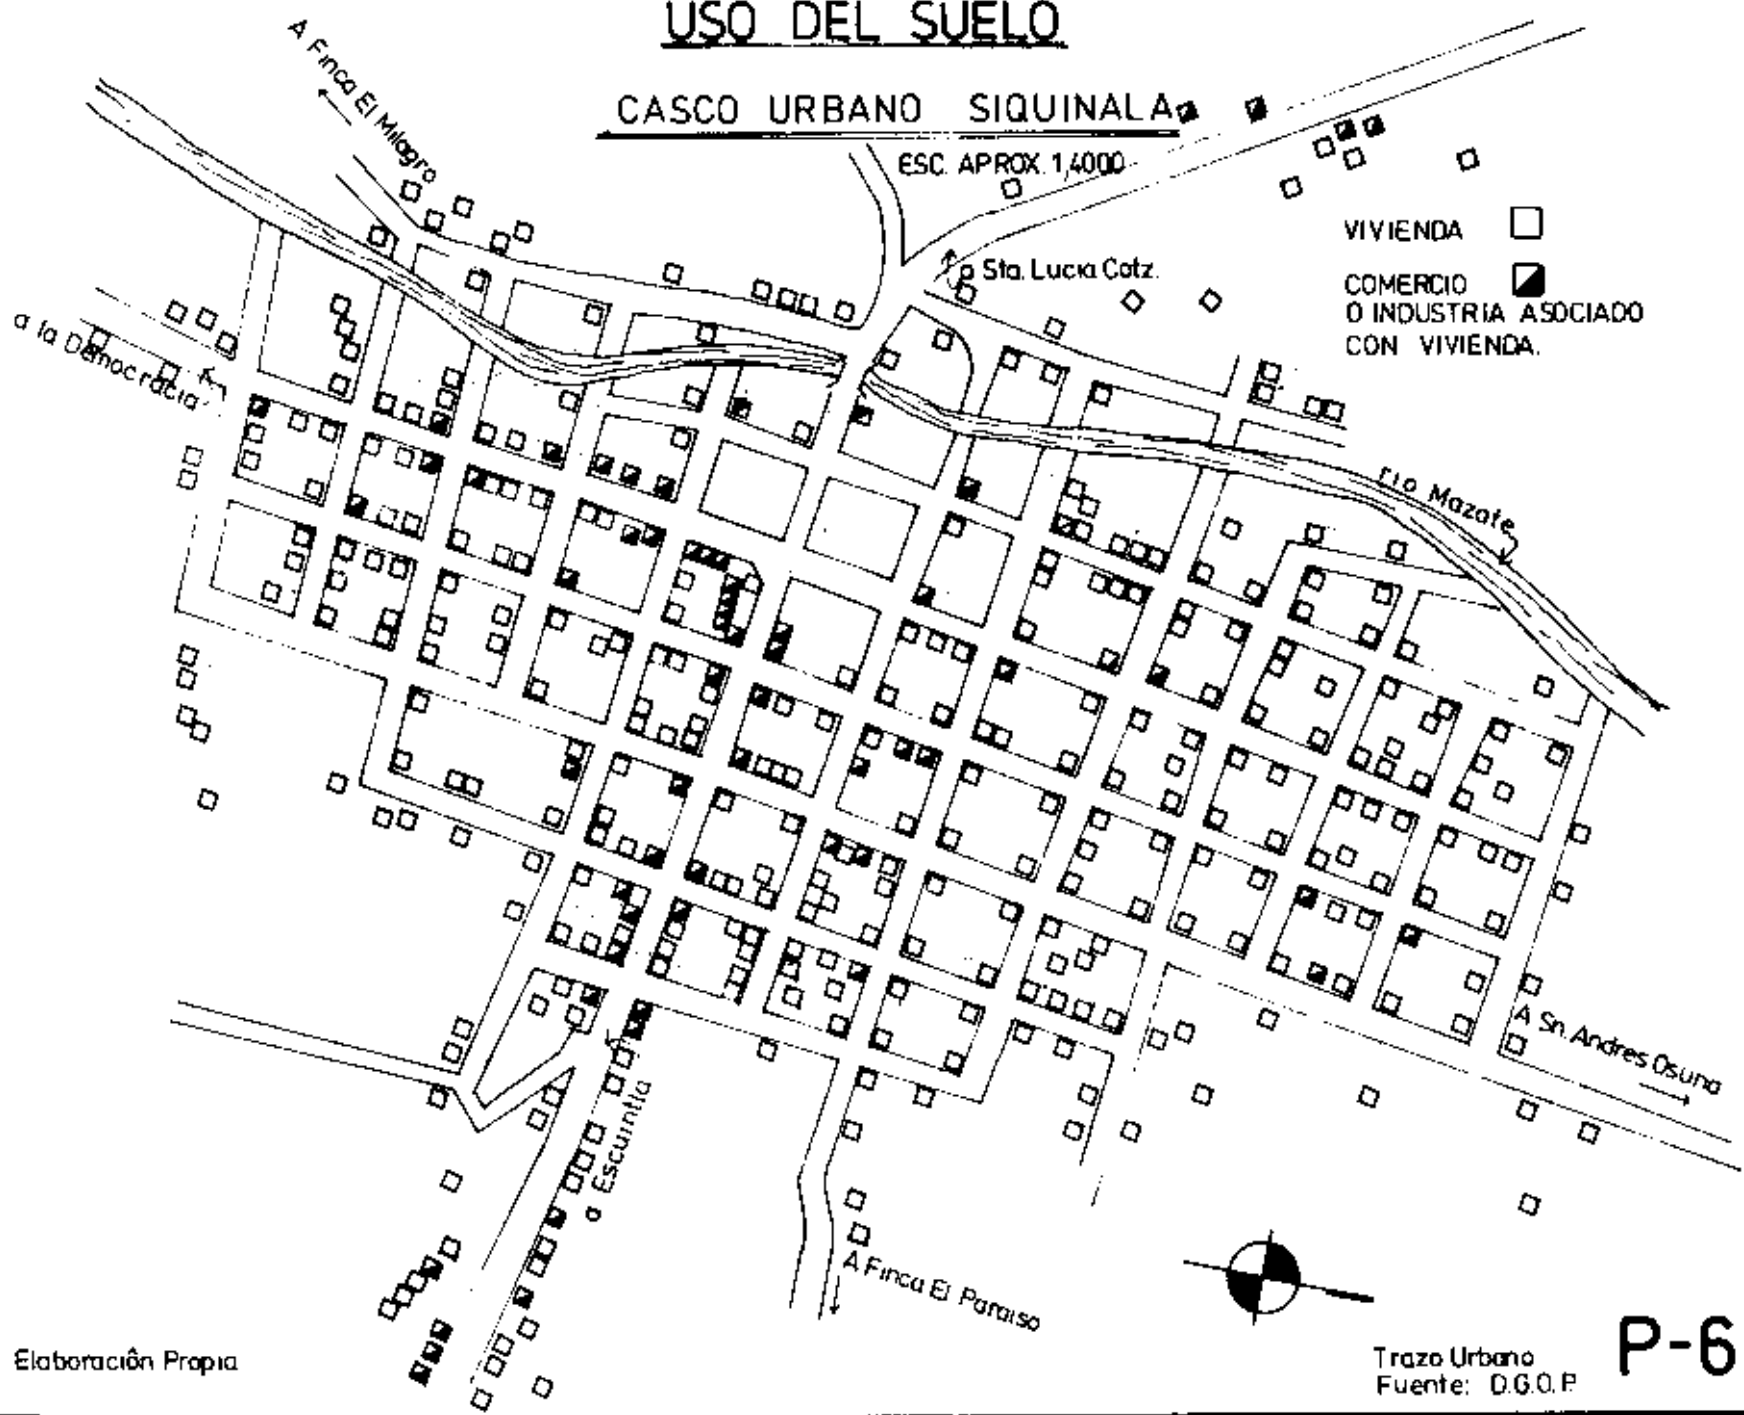 USO DEL SUELO
CASCO URBANO SIQUINALA
ESC. APROX. 1,4000
A Finca El Milagro
VIVIENDA
COMERCIO
O INDUSTRIA ASOCIADO
CON VIVIENDA.
a Sta. Lucia Cotz.
a la Democracia
rio Mazate
A Sn. Andres Osuna
a Escuintla
A Finca El Paraiso
Elaboración Propia
Trazo Urbano
Fuente: D.G.O.P.
P-6